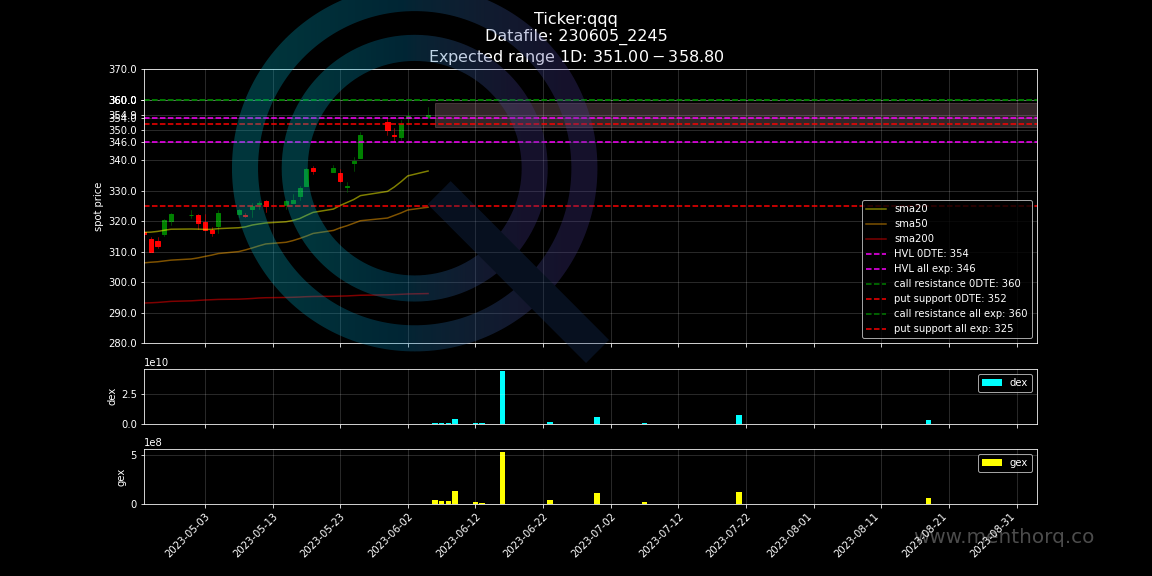 Ticker:qqq
Datafile: 230605_2245
Expected range 1D: 351.00 − 358.80
370.0
360.0
354.0
350.0
346.0
340.0
330.0
320.0
310.0
300.0
290.0
280.0
spot price
sma20
sma50
sma200
HVL 0DTE: 354
HVL all exp: 346
call resistance 0DTE: 360
put support 0DTE: 352
call resistance all exp: 360
put support all exp: 325
1e10
2.5
0.0
dex
dex
1e8
5
0
gex
gex
2023-05-03
2023-05-13
2023-05-23
2023-06-02
2023-06-12
2023-06-22
2023-07-02
2023-07-12
2023-07-22
2023-08-01
2023-08-11
2023-08-21
2023-08-31
www.menthorq.co